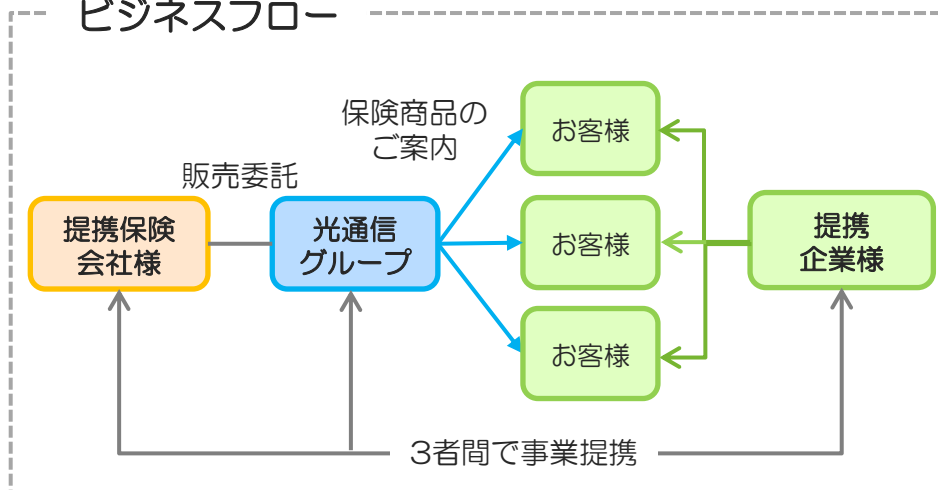 ビジネスフロー
保険商品の
ご案内
販売委託
提携保険
会社様
光通信
グループ
お客様
お客様
お客様
提携
企業様
3者間で事業提携